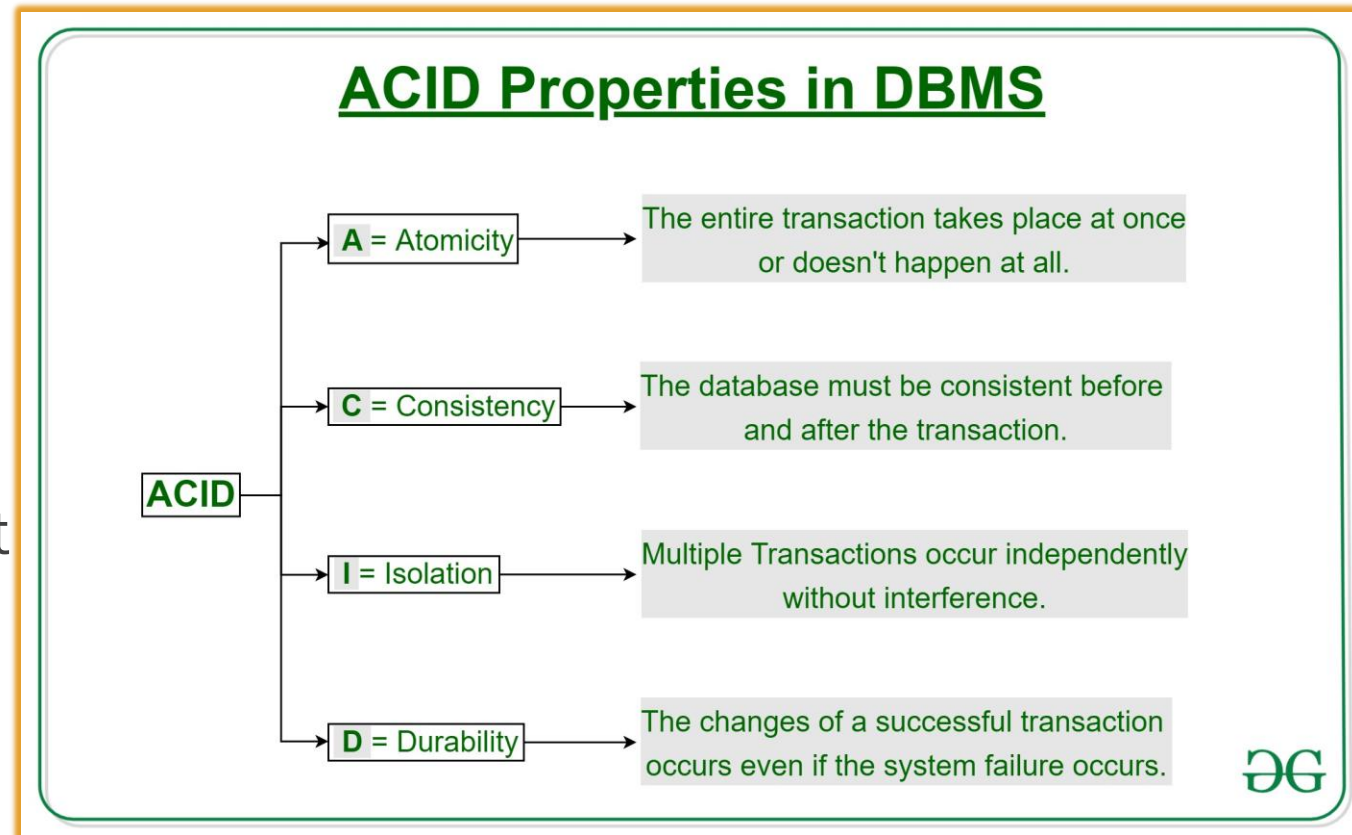 ACID Properties in DBMS
A = Atomicity
The entire transaction takes place at once
or doesn't happen at all.
C = Consistency
The database must be consistent before
and after the transaction.
ACID
t
I = Isolation
Multiple Transactions occur independently
without interference.
D = Durability
The changes of a successful transaction
occurs even if the system failure occurs.